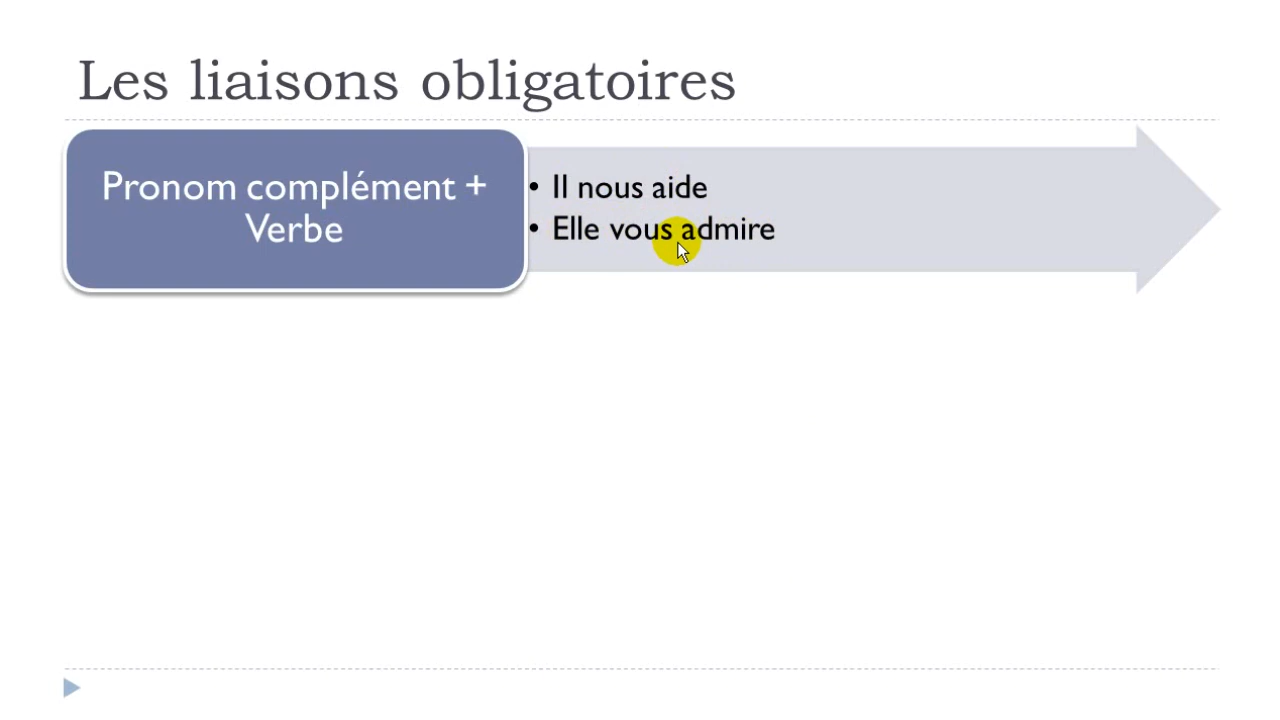 Les liaisons obligatoires
Pronom complément +
Verbe
• Il nous aide
• Elle vous admire